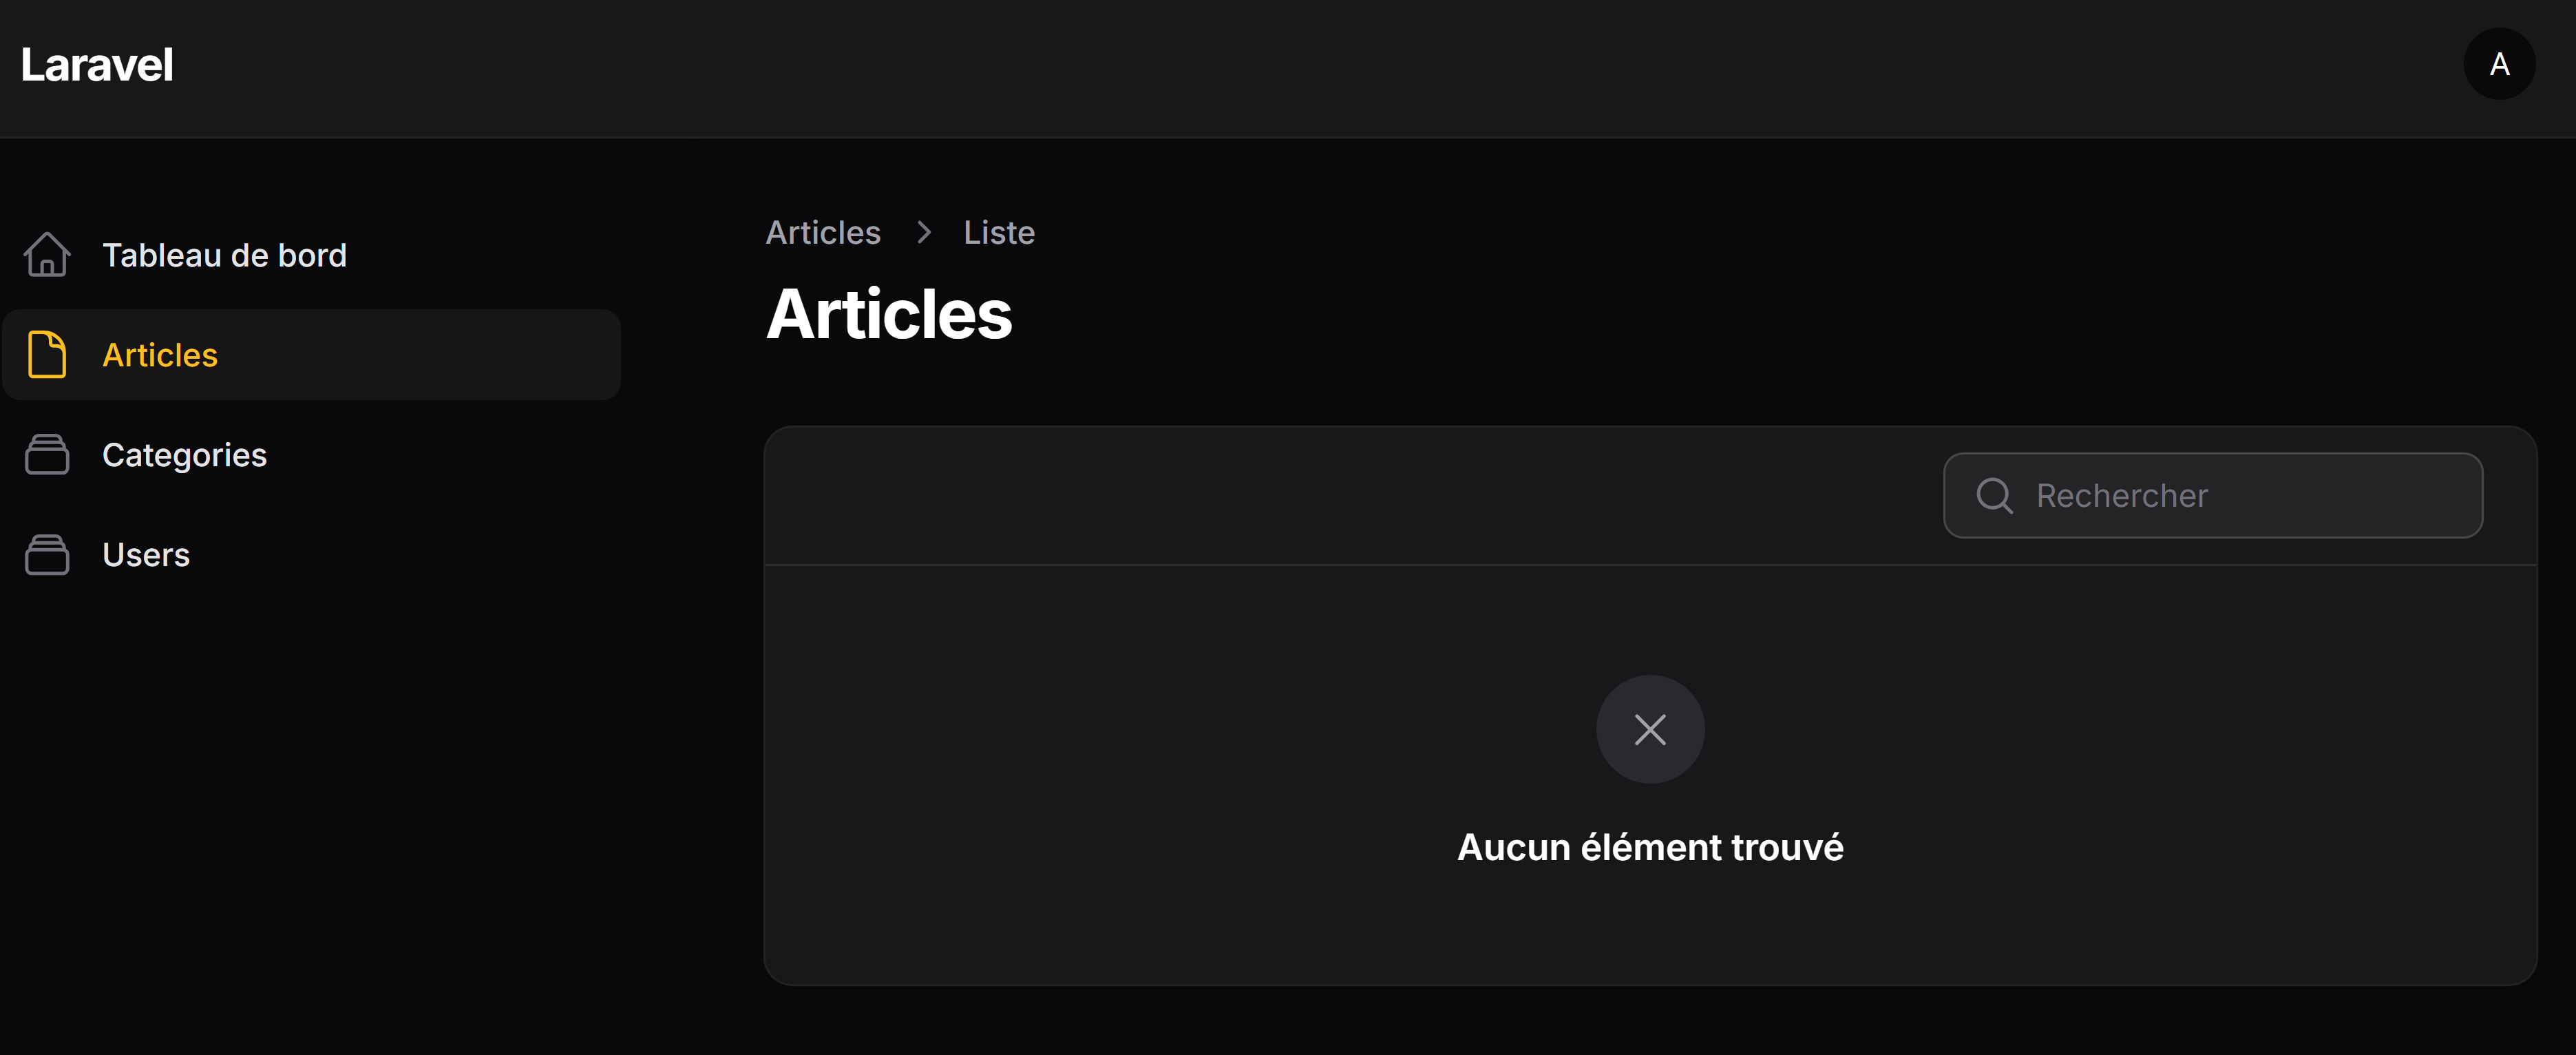 Laravel
A
Tableau de bord
Articles
Categories
Users
Articles > Liste
Articles
Rechercher
Aucun élément trouvé